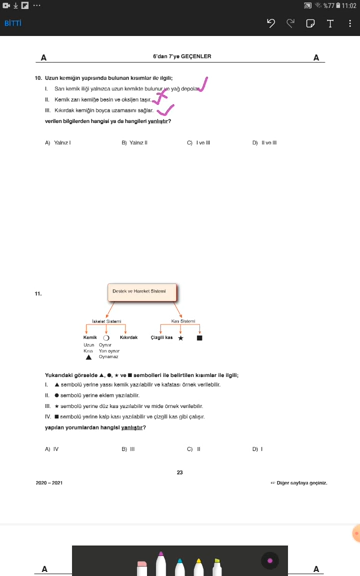 %77 11:02
BİTTİ
A 6'dan 7'ye GEÇENLER A
10. Uzun kemiğin yapısında bulunan kısımlar ile ilgili;
I. Sarı kemik iliği yalnızca uzun kemikte bulunur ve yağ depolar.
II. Kemik zarı kemiğe besin ve oksijen taşır.
III. Kıkırdak kemiğin boyca uzamasını sağlar.
verilen bilgilerden hangisi ya da hangileri yanlıştır?
A) Yalnız I B) Yalnız II C) I ve III D) II ve III
11.
Destek ve Hareket Sistemi
İskelet Sistemi Kas Sistemi
Kemik Kıkırdak Çizgili kas
Uzun Oynar
Kısa Yarı oynar
Oynamaz
Yukarıdaki görselde ▲, ●, ★ ve ■ sembolleri ile belirtilen kısımlar ile ilgili;
I. ▲ sembolü yerine yassı kemik yazılabilir ve kafatası örnek verilebilir.
II. ● sembolü yerine eklem yazılabilir.
III. ★ sembolü yerine düz kas yazılabilir ve mide örnek verilebilir.
IV. ■ sembolü yerine kalp kası yazılabilir ve çizgili kas gibi çalışır.
yapılan yorumlardan hangisi yanlıştır?
A) IV B) III C) II D) I
23
2020 – 2021 Diğer sayfaya geçiniz.
A A